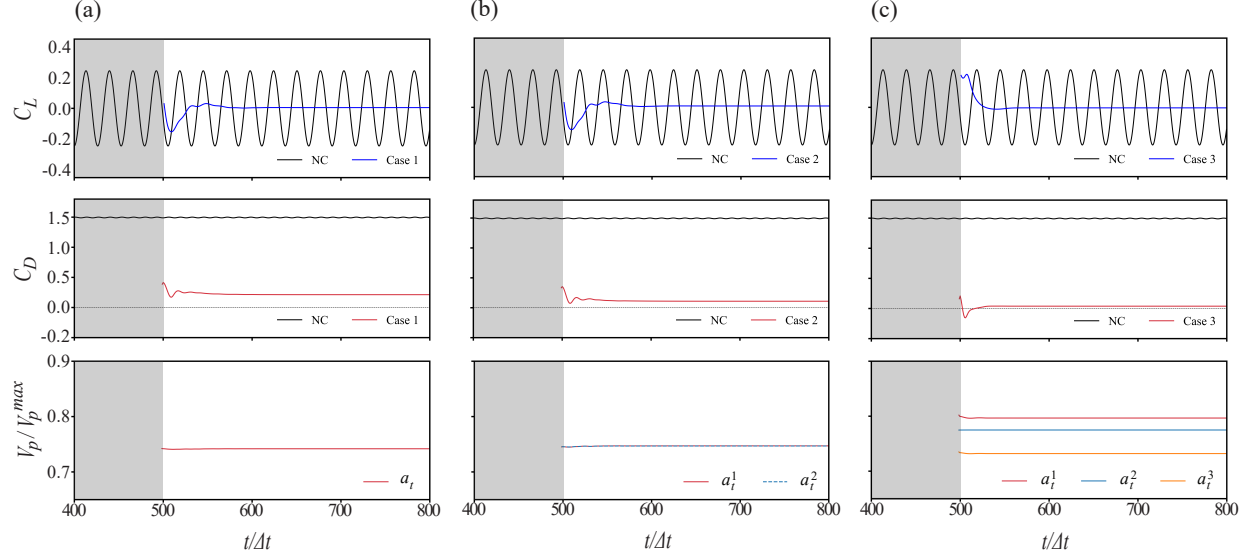 (a) (b) (c)
C_L
0.4
0.2
0.0
-0.2
-0.4
NC Case 1
NC Case 2
NC Case 3
C_D
1.5
1.0
0.5
0.0
-0.2
NC Case 1
NC Case 2
NC Case 3
V_p / V_p^max
0.9
0.8
0.7
a_t
a_t^1 a_t^2
a_t^1 a_t^2 a_t^3
400 500 600 700 800
400 500 600 700 800
400 500 600 700 800
t/Δt t/Δt t/Δt